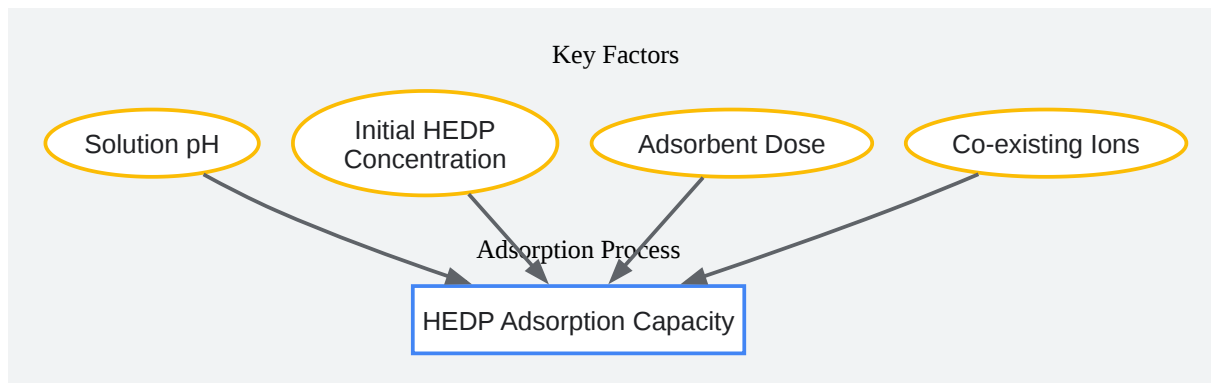 Key Factors
Solution pH
Initial HEDP
Concentration
Adsorbent Dose
Co-existing Ions
Adsorption Process
HEDP Adsorption Capacity